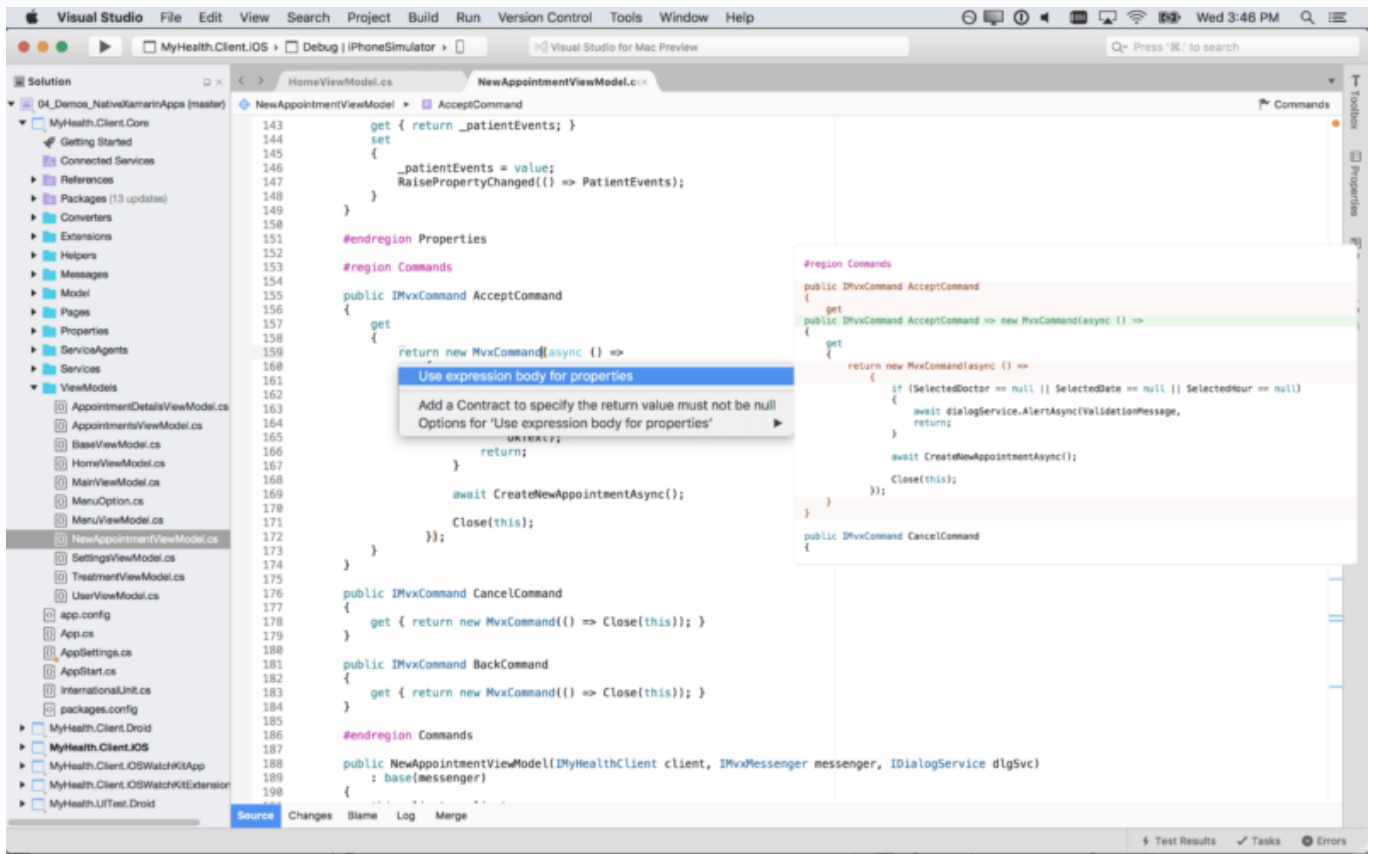 Visual Studio File Edit View Search Project Build Run Version Control Tools Window Help Wed 3:46 PM
MyHealth.Client.iOS › Debug | iPhoneSimulator › Visual Studio for Mac Preview Press '⌘.' to search
Solution
04_Demos_NativeXamarinApps (master)
MyHealth.Client.Core
Getting Started
Connected Services
References
Packages (13 updates)
Converters
Extensions
Helpers
Messages
Model
Pages
Properties
ServiceAgents
Services
ViewModels
AppointmentDetailsViewModel.cs
AppointmentsViewModel.cs
BaseViewModel.cs
HomeViewModel.cs
MainViewModel.cs
MenuOption.cs
MenuViewModel.cs
NewAppointmentViewModel.cs
SettingsViewModel.cs
TreatmentViewModel.cs
UserViewModel.cs
app.config
App.cs
AppSettings.cs
AppStart.cs
InternationalUnit.cs
packages.config
MyHealth.Client.Droid
MyHealth.Client.iOS
MyHealth.Client.iOSWatchKitApp
MyHealth.Client.iOSWatchKitExtension
MyHealth.UITest.Droid
HomeViewModel.cs NewAppointmentViewModel.c
NewAppointmentViewModel AcceptCommand Commands
143 get { return _patientEvents; }
144 set
145 {
146 _patientEvents = value;
147 RaisePropertyChanged(() => PatientEvents);
148 }
149 }
150
151 #endregion Properties
152
153 #region Commands
154
155 public IMvxCommand AcceptCommand
156 {
157 get
158 {
159 return new MvxCommand(async () =>
160
161
162
163
164
165 OkText);
166 return;
167 }
168
169 await CreateNewAppointmentAsync();
170
171 Close(this);
172 });
173 }
174 }
175
176 public IMvxCommand CancelCommand
177 {
178 get { return new MvxCommand(() => Close(this)); }
179 }
180
181 public IMvxCommand BackCommand
182 {
183 get { return new MvxCommand(() => Close(this)); }
184 }
185
186 #endregion Commands
187
188 public NewAppointmentViewModel(IMyHealthClient client, IMvxMessenger messenger, IDialogService dlgSvc)
189 : base(messenger)
190 {
Use expression body for properties
Add a Contract to specify the return value must not be null
Options for 'Use expression body for properties'
#region Commands
public IMvxCommand AcceptCommand
{
get
public IMvxCommand AcceptCommand => new MvxCommand(async () =>
{
get
{
return new MvxCommand(async () =>
{
if (SelectedDoctor == null || SelectedDate == null || SelectedHour == null)
{
await dialogService.AlertAsync(ValidationMessage,
return;
}
await CreateNewAppointmentAsync();
Close(this);
});
}
}
public IMvxCommand CancelCommand
{
Toolbox
Properties
Source Changes Blame Log Merge
Test Results Tasks Errors